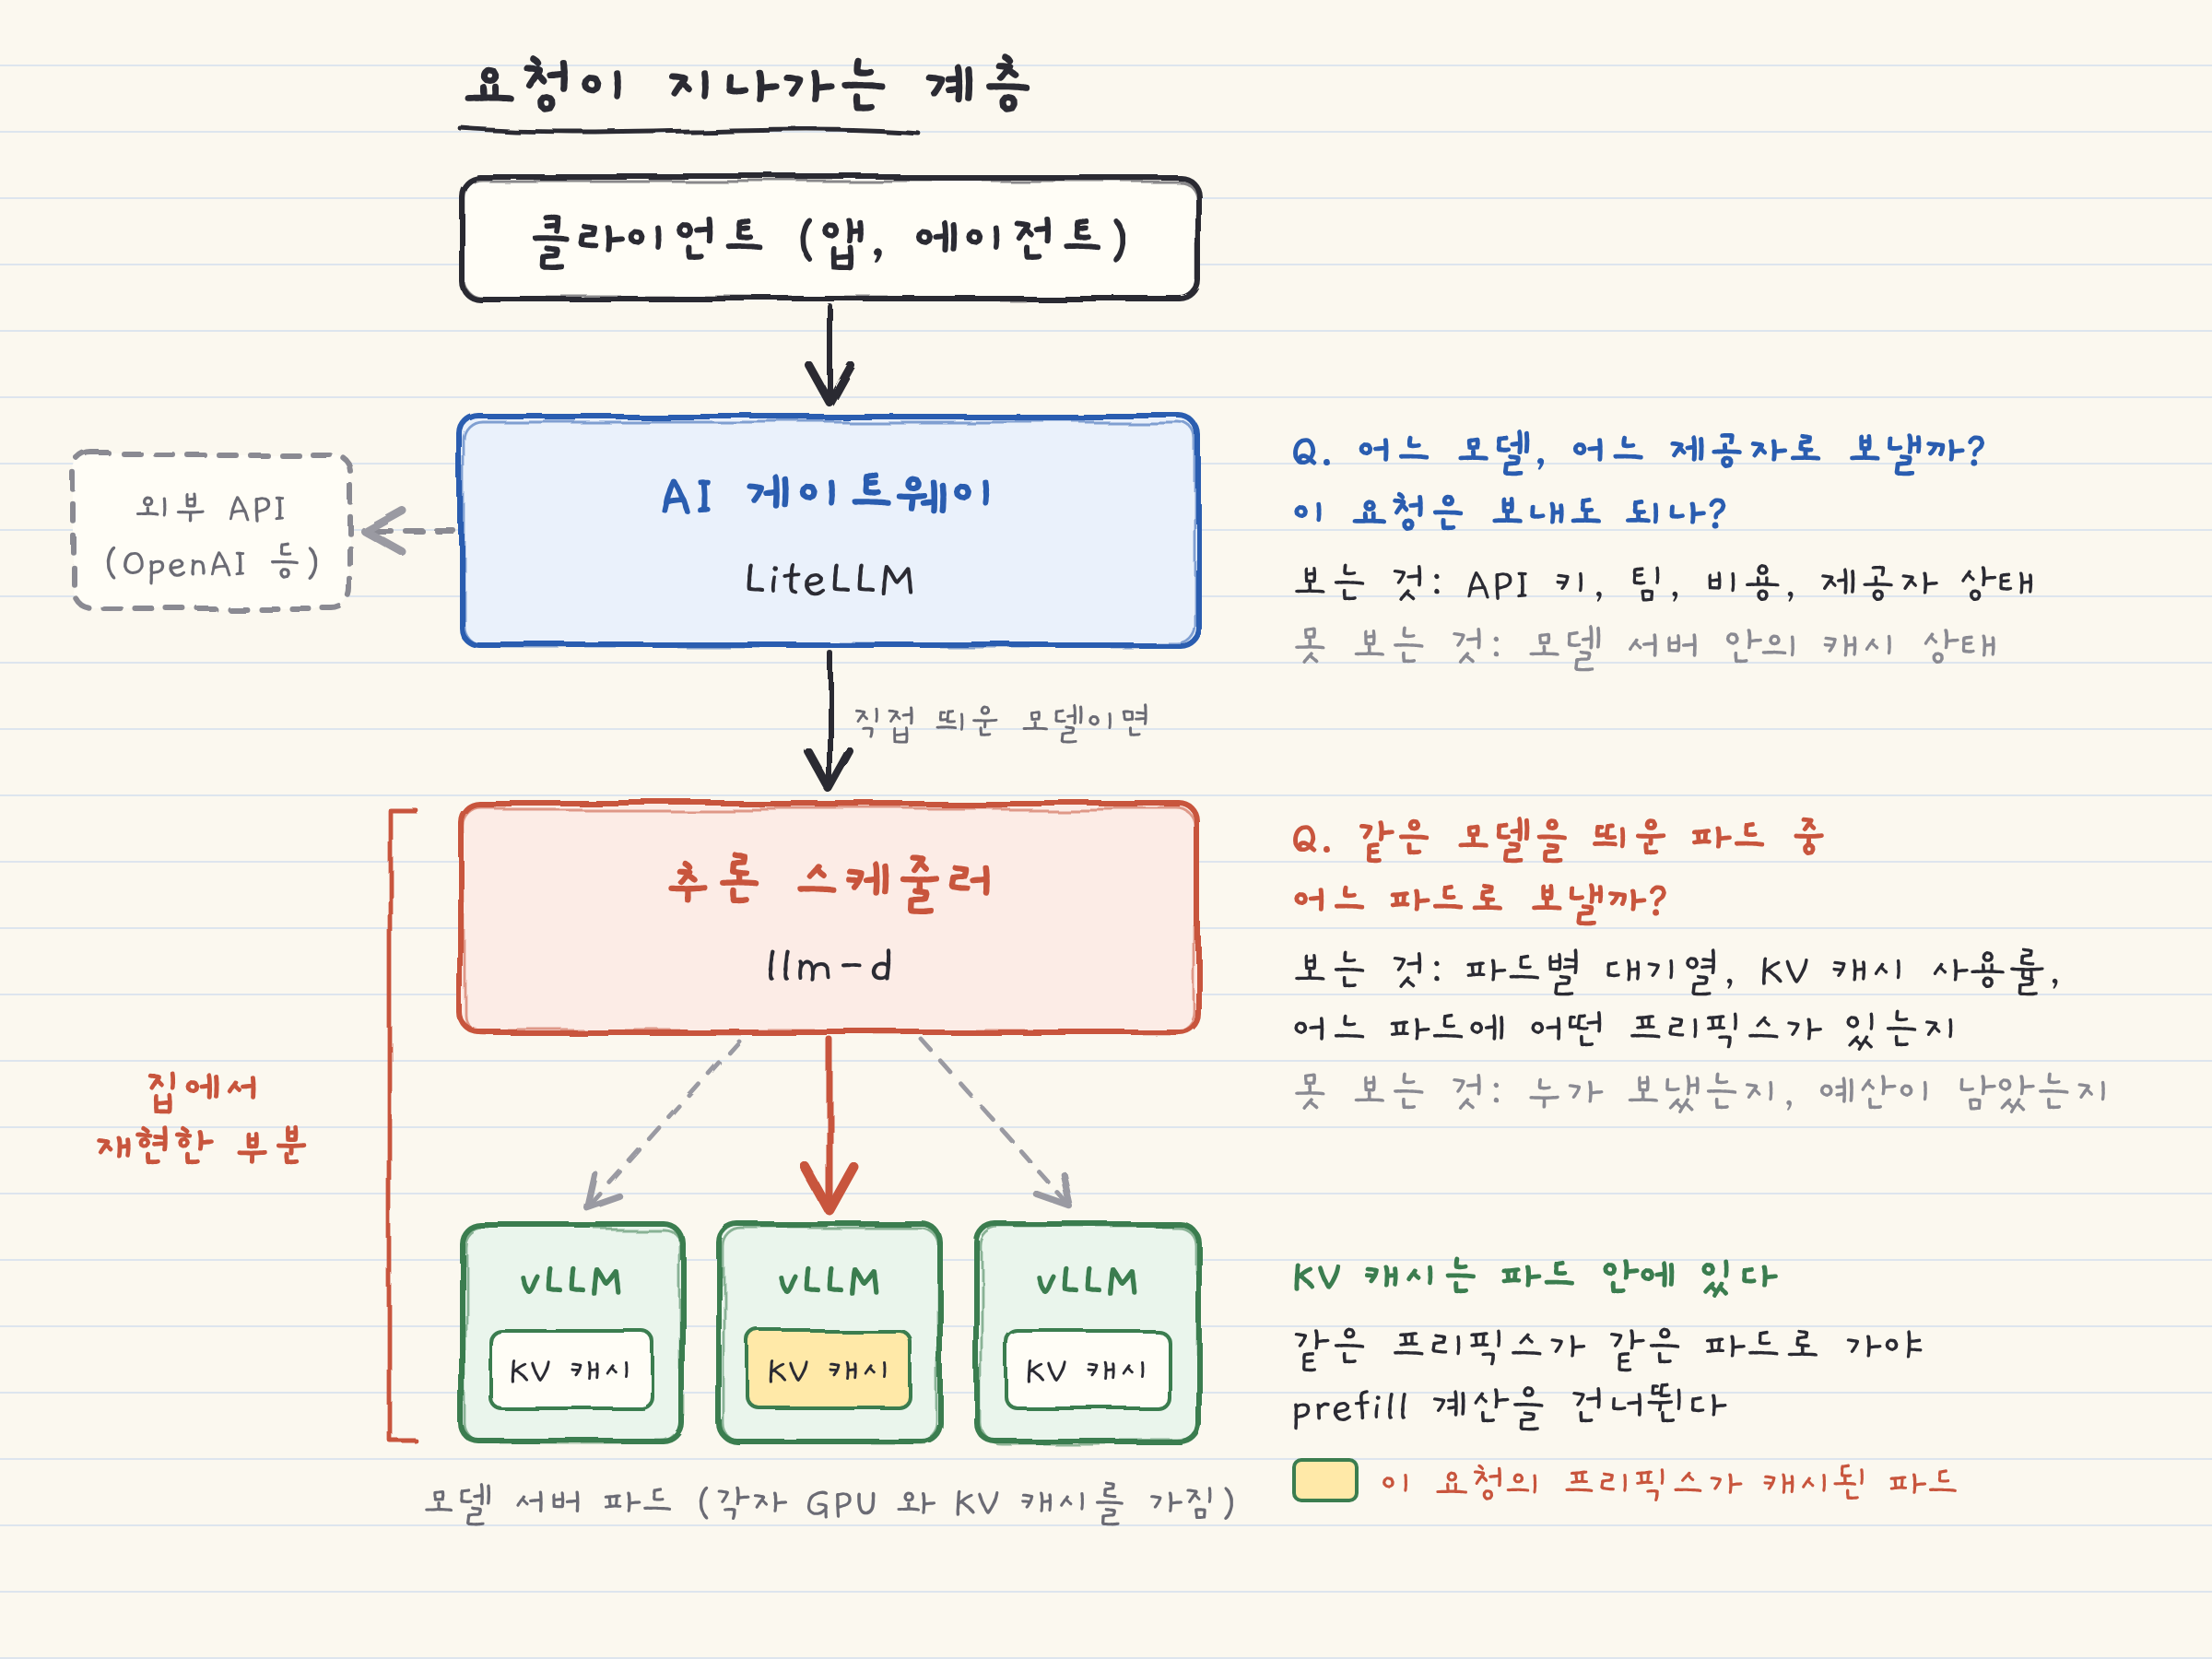 요청이 지나가는 계층
클라이언트 (앱, 에이전트)
AI 게이트웨이
LiteLLM
외부 API
(OpenAI 등)
Q. 어느 모델, 어느 제공자로 보낼까?
이 요청은 보내도 되나?
보는 것: API 키, 팀, 비용, 제공자 상태
못 보는 것: 모델 서버 안의 캐시 상태
직접 띄운 모델이면
추론 스케줄러
llm-d
Q. 같은 모델을 띄운 파드 중
어느 파드로 보낼까?
보는 것: 파드별 대기열, KV 캐시 사용률,
어느 파드에 어떤 프리픽스가 있는지
못 보는 것: 누가 보냈는지, 예산이 남았는지
집에서
재현한 부분
vLLM
KV 캐시
vLLM
KV 캐시
vLLM
KV 캐시
KV 캐시는 파드 안에 있다
같은 프리픽스가 같은 파드로 가야
prefill 계산을 건너뛴다
이 요청의 프리픽스가 캐시된 파드
모델 서버 파드 (각자 GPU 와 KV 캐시를 가짐)